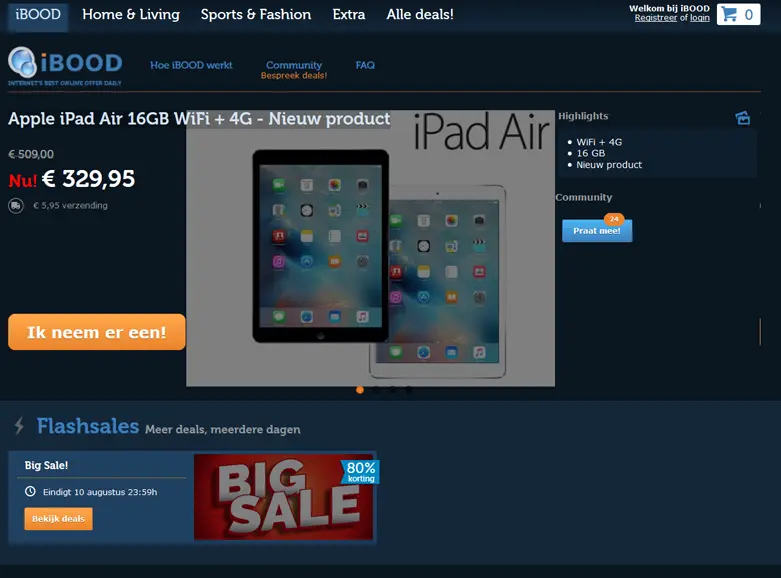 iBOOD Home & Living Sports & Fashion Extra Alle deals!
Welkom bij iBOOD
Registreer of login
0
iBOOD
INTERNET'S BEST ONLINE OFFER DAILY
Hoe iBOOD werkt Community FAQ
Bespreek deals!
Apple iPad Air 16GB WiFi + 4G - Nieuw product
€ 509,00
Nu! € 329,95
€ 5,95 verzending
Ik neem er een!
iPad Air
Highlights
WiFi + 4G
16 GB
Nieuw product
Community
24
Praat mee!
Flashsales Meer deals, meerdere dagen
Big Sale!
Eindigt 10 augustus 23:59h
Bekijk deals
BIG
SALE
80%
korting